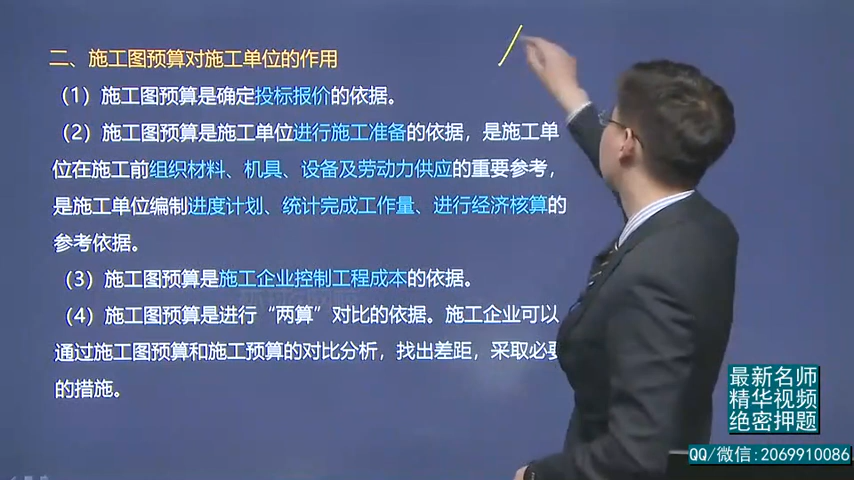 二、施工图预算对施工单位的作用
（1）施工图预算是确定投标报价的依据。
（2）施工图预算是施工单位进行施工准备的依据，是施工单
位在施工前组织材料、机具、设备及劳动力供应的重要参考，
是施工单位编制进度计划、统计完成工作量、进行经济核算的
参考依据。
（3）施工图预算是施工企业控制工程成本的依据。
（4）施工图预算是进行“两算”对比的依据。施工企业可以
通过施工图预算和施工预算的对比分析，找出差距，采取必要
的措施。
最新名师
精华视频
绝密押题
QQ/微信:2069910086